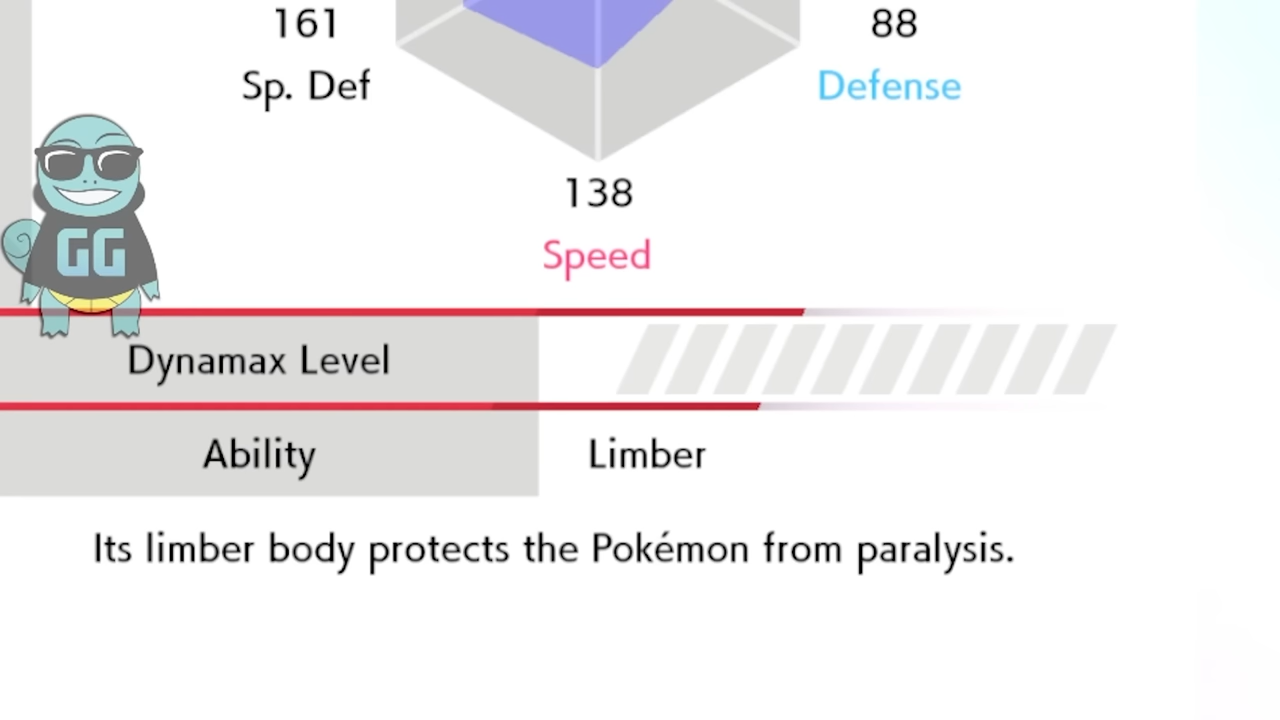 161
88
Sp. Def
Defense
138
Speed
GG
Dynamax Level
Ability
Limber
Its limber body protects the Pokémon from paralysis.